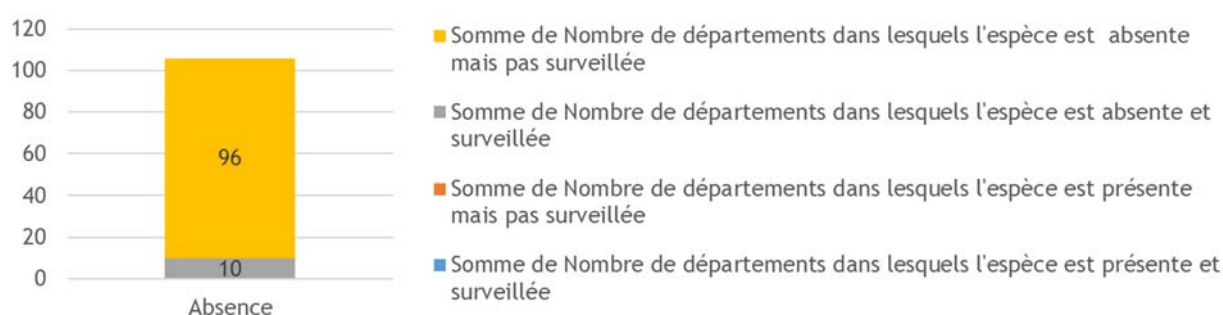 120
100
80
60
40
20
0
96
10
Absence
Somme de Nombre de départements dans lesquels l'espèce est  absente
mais pas surveillée
Somme de Nombre de départements dans lesquels l'espèce est absente et
surveillée
Somme de Nombre de départements dans lesquels l'espèce est présente
mais pas surveillée
Somme de Nombre de départements dans lesquels l'espèce est présente et
surveillée